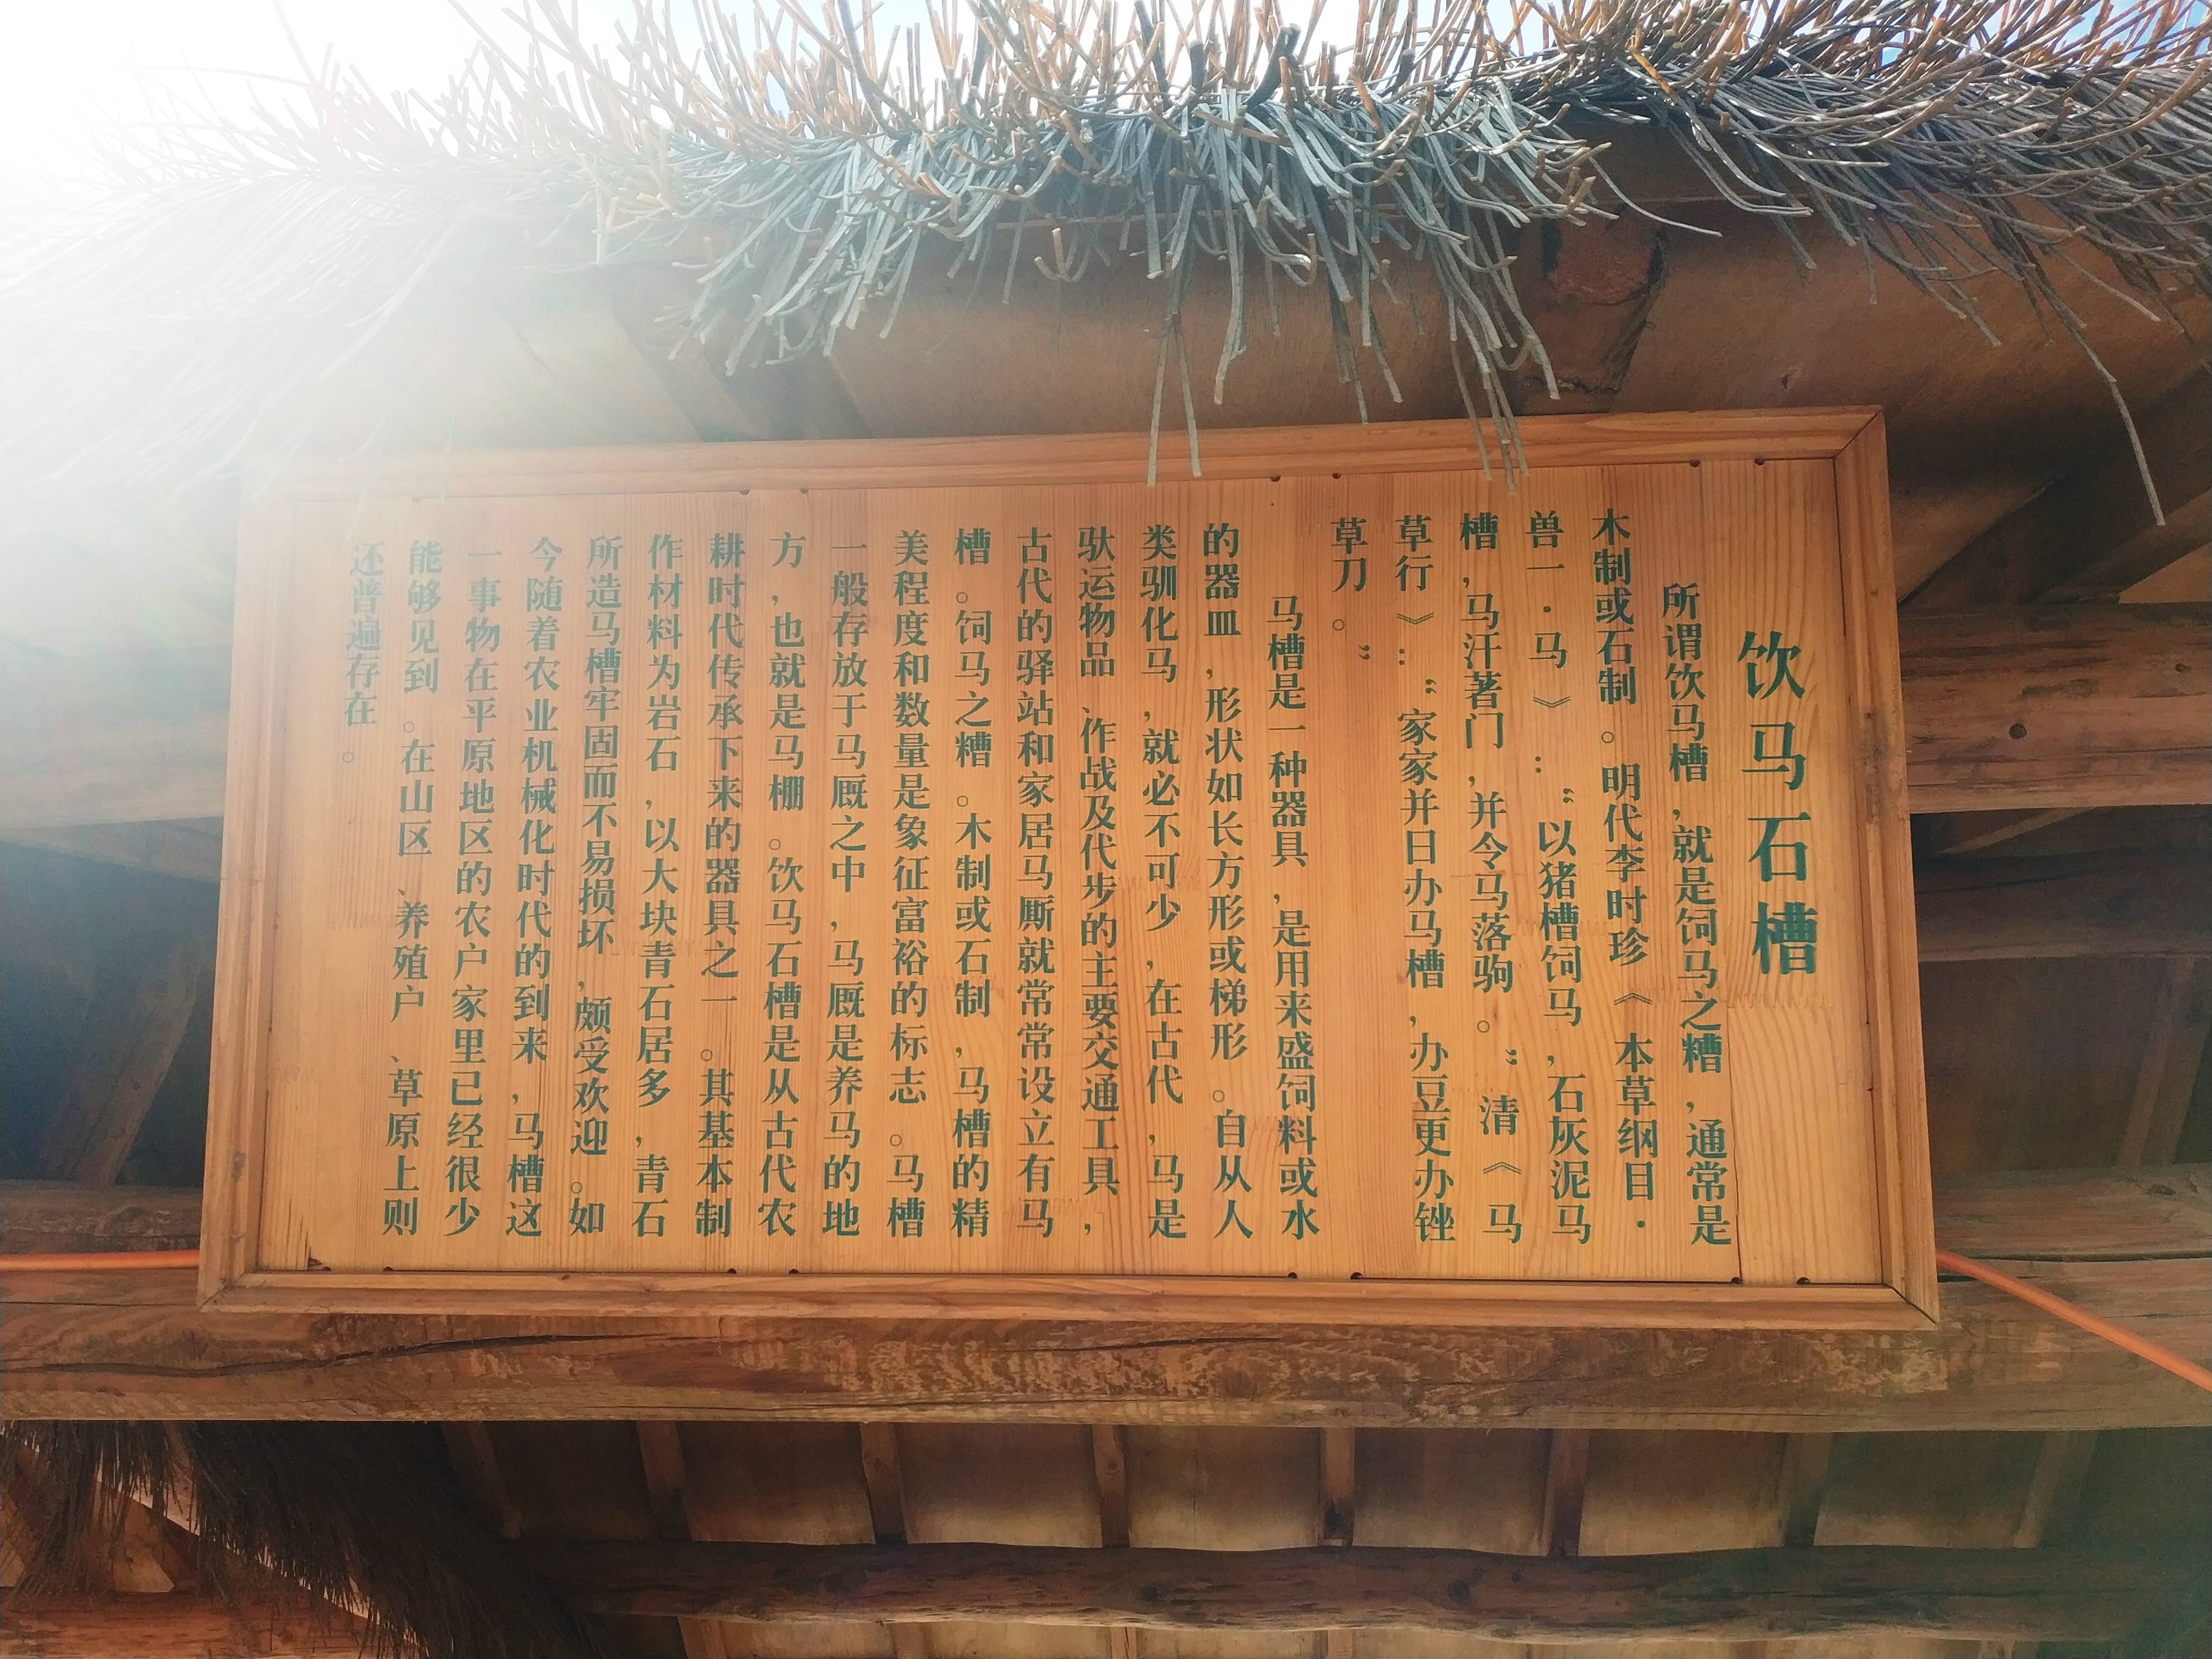 饮马石槽
所谓饮马槽，就是饲马之糟，通常是
木制或石制。明代李时珍《本草纲目·
兽一·马》：“以猪槽饲马，石灰泥马
槽，马汗著门，并令马落驹。”清《马
草行》：“家家并日办马槽，办豆更办锉
草刀。”
马槽是一种器具，是用来盛饲料或水
的器皿，形状如长方形或梯形。自从人
类驯化马，就必不可少，在古代，马是
驮运物品、作战及代步的主要交通工具，
古代的驿站和家居马厮就常常设立有马
槽。饲马之糟。木制或石制，马槽的精
美程度和数量是象征富裕的标志。马槽
一般存放于马厩之中，马厩是养马的地
方，也就是马棚。饮马石槽是从古代农
耕时代传承下来的器具之一。其基本制
作材料为岩石，以大块青石居多，青石
所造马槽牢固而不易损坏，颇受欢迎。如
今随着农业机械化时代的到来，马槽这
一事物在平原地区的农户家里已经很少
能够见到。在山区、养殖户、草原上则
还普遍存在。